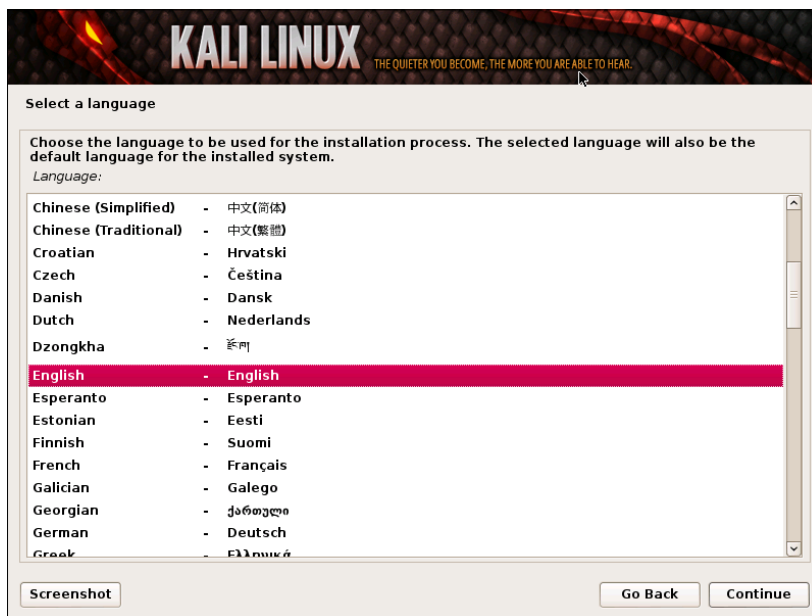 KALI LINUX THE QUIETER YOU BECOME, THE MORE YOU ARE ABLE TO HEAR.
Select a language
Choose the language to be used for the installation process. The selected language will also be the
default language for the installed system.
Language:
Chinese (Simplified) - 中文(简体)
Chinese (Traditional) - 中文(繁體)
Croatian - Hrvatski
Czech - Čeština
Danish - Dansk
Dutch - Nederlands
Dzongkha - རྫོང་ཁ།
English - English
Esperanto - Esperanto
Estonian - Eesti
Finnish - Suomi
French - Français
Galician - Galego
Georgian - ქართული
German - Deutsch
Greek - Ελληνικά
Screenshot Go Back Continue